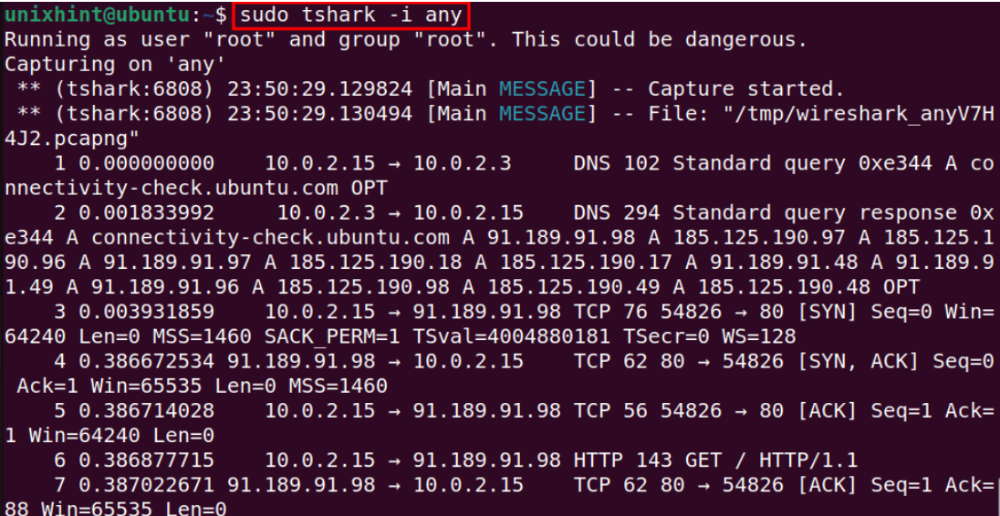 unixhint@ubuntu:~$ sudo tshark -i any
Running as user "root" and group "root". This could be dangerous.
Capturing on 'any'
 ** (tshark:6808) 23:50:29.129824 [Main MESSAGE] -- Capture started.
 ** (tshark:6808) 23:50:29.130494 [Main MESSAGE] -- File: "/tmp/wireshark_anyV7H
4J2.pcapng"
    1 0.000000000    10.0.2.15 → 10.0.2.3     DNS 102 Standard query 0xe344 A co
nnectivity-check.ubuntu.com OPT
    2 0.001833992     10.0.2.3 → 10.0.2.15    DNS 294 Standard query response 0x
e344 A connectivity-check.ubuntu.com A 91.189.91.98 A 185.125.190.97 A 185.125.1
90.96 A 91.189.91.97 A 185.125.190.18 A 185.125.190.17 A 91.189.91.48 A 91.189.9
1.49 A 91.189.91.96 A 185.125.190.98 A 185.125.190.49 A 185.125.190.48 OPT
    3 0.003931859    10.0.2.15 → 91.189.91.98 TCP 76 54826 → 80 [SYN] Seq=0 Win=
64240 Len=0 MSS=1460 SACK_PERM=1 TSval=4004880181 TSecr=0 WS=128
    4 0.386672534 91.189.91.98 → 10.0.2.15    TCP 62 80 → 54826 [SYN, ACK] Seq=0
 Ack=1 Win=65535 Len=0 MSS=1460
    5 0.386714028    10.0.2.15 → 91.189.91.98 TCP 56 54826 → 80 [ACK] Seq=1 Ack=
1 Win=64240 Len=0
    6 0.386877715    10.0.2.15 → 91.189.91.98 HTTP 143 GET / HTTP/1.1
    7 0.387022671 91.189.91.98 → 10.0.2.15    TCP 62 80 → 54826 [ACK] Seq=1 Ack=
88 Win=65535 Len=0